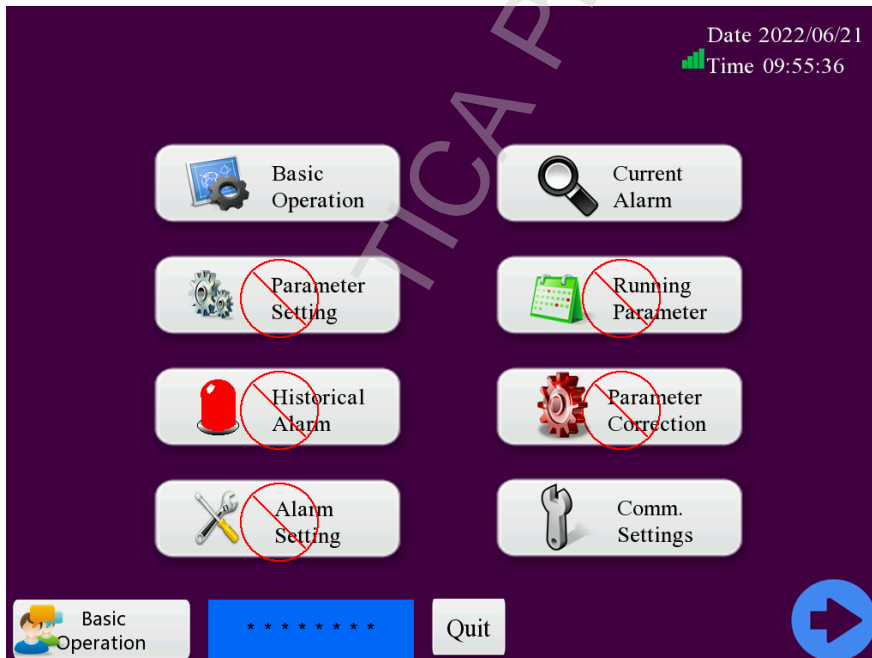 Date 2022/06/21
Time 09:55:36
Basic
Operation
Current
Alarm
Parameter
Setting
Running
Parameter
Historical
Alarm
Parameter
Correction
Alarm
Setting
Comm.
Settings
Basic
Operation
* * * * * * * *
Quit
TICA